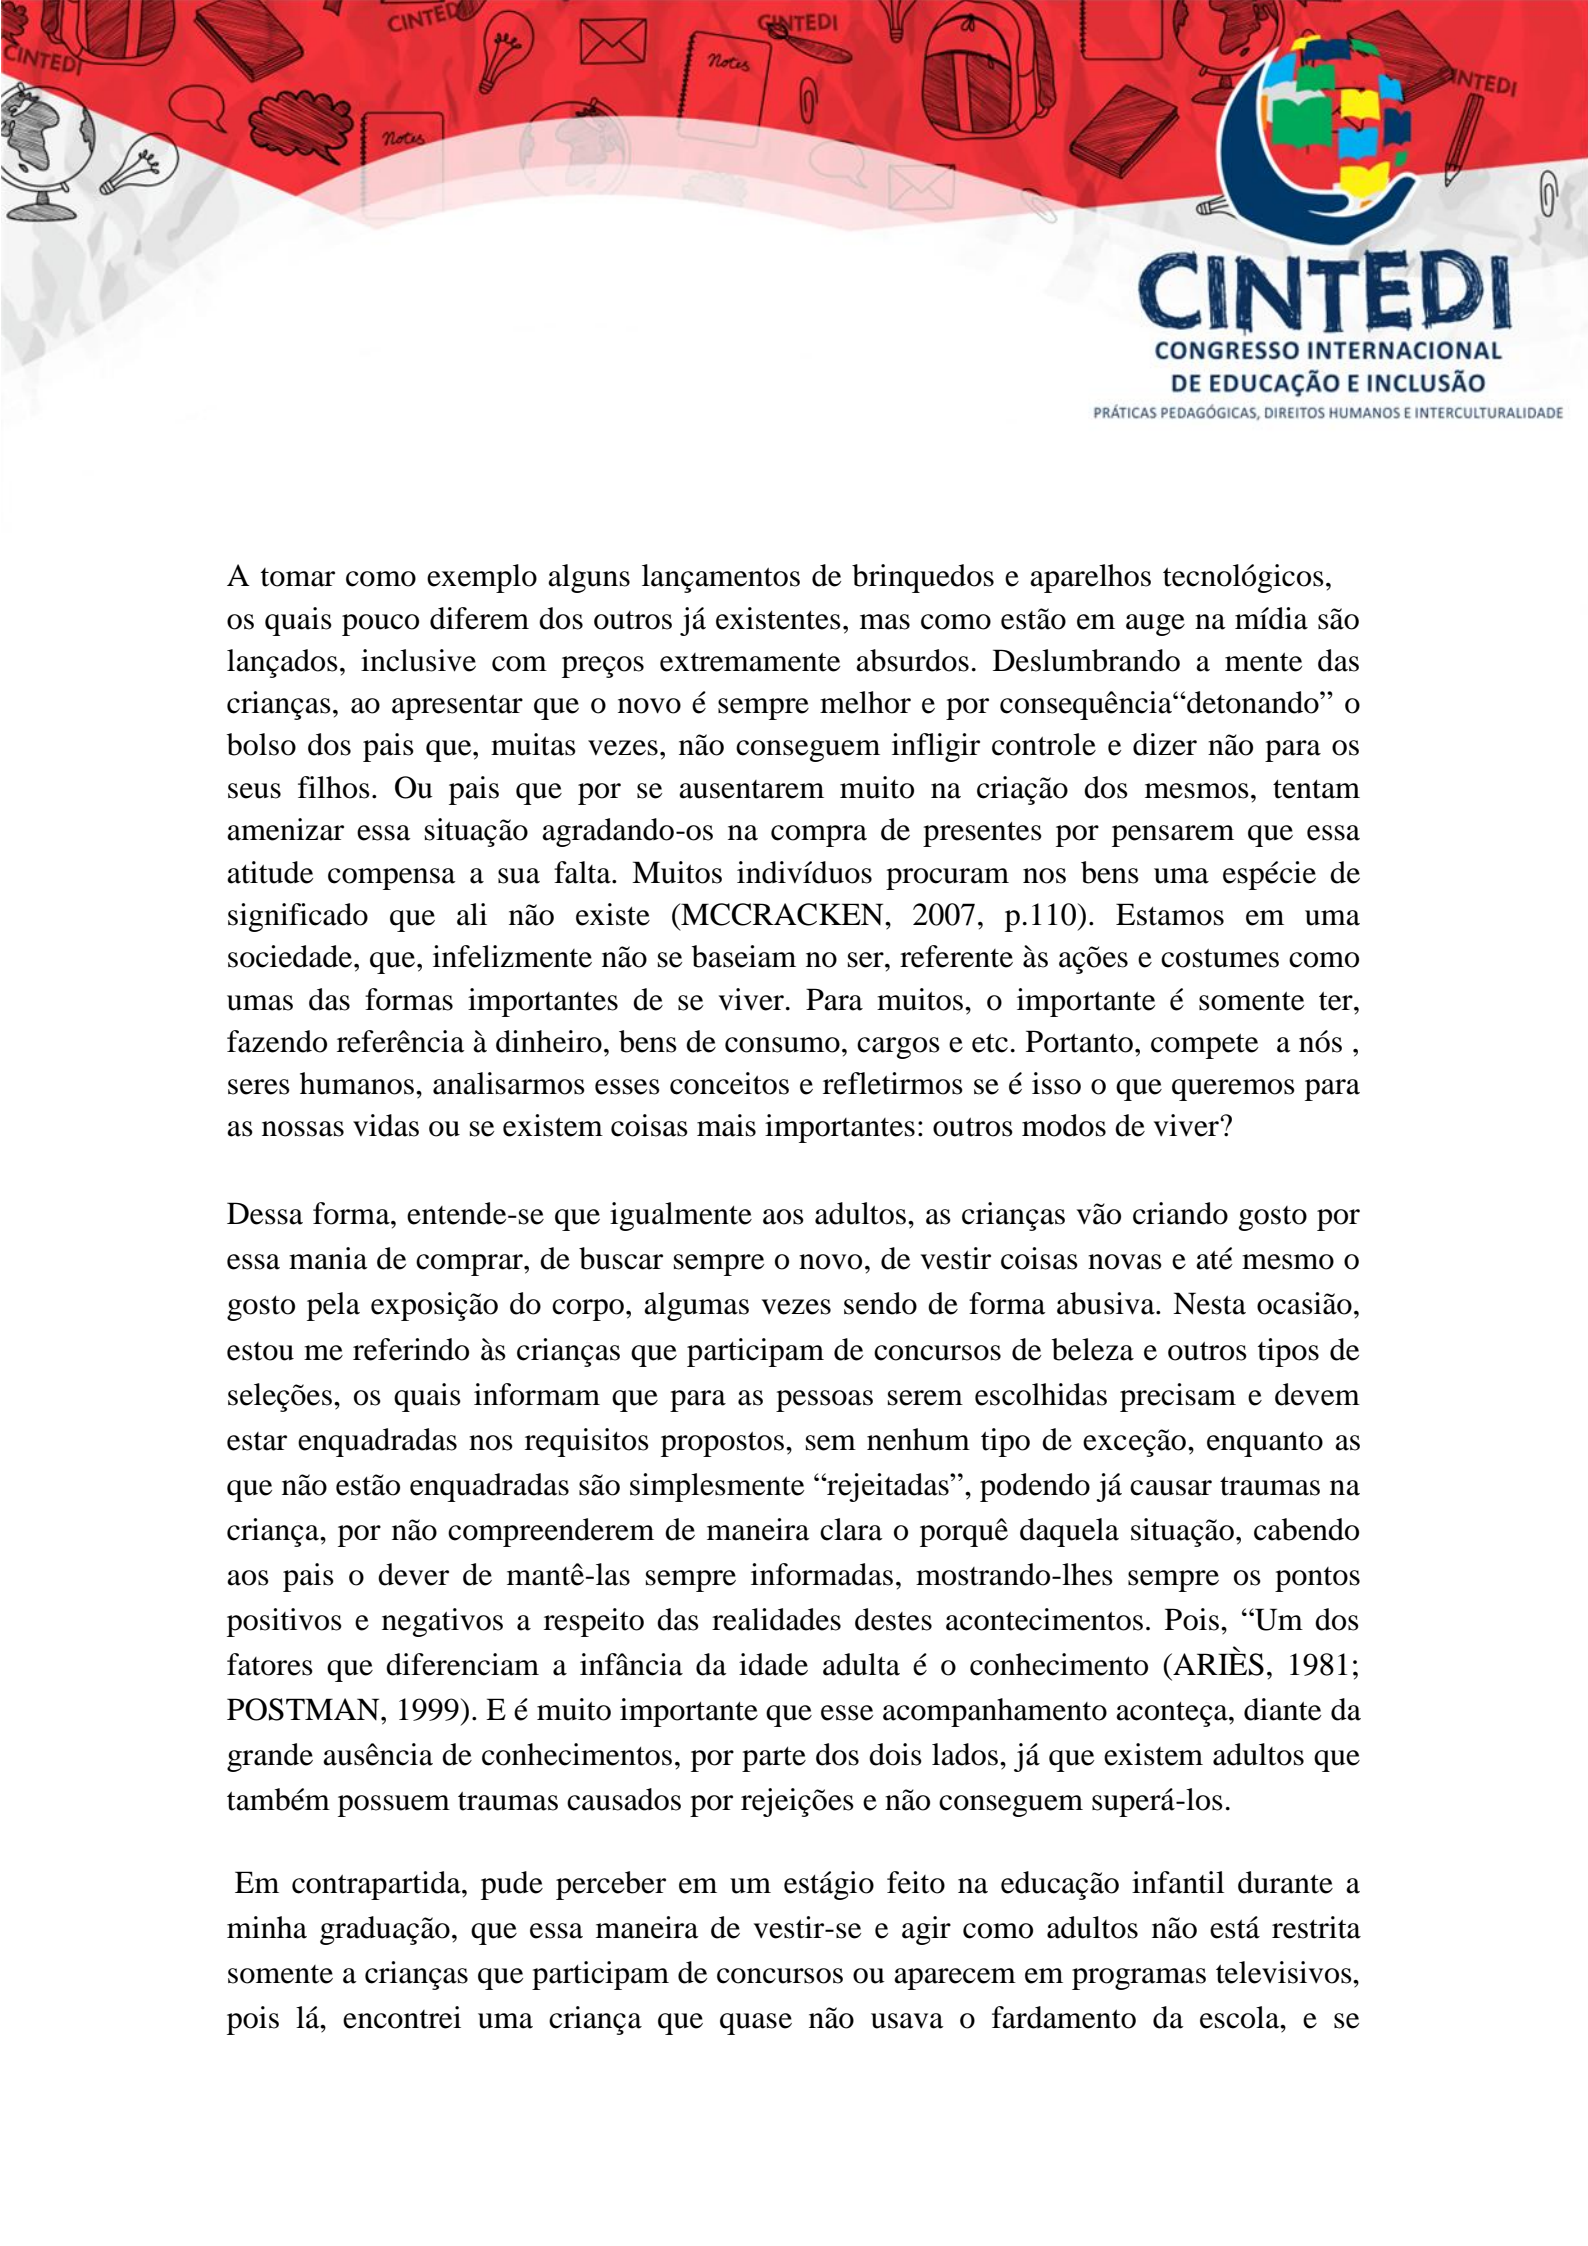 CINTEDI
CINTEDI
CINTEDI
Notes
Notes
CINTEDI
CINTEDI
CONGRESSO INTERNACIONAL
DE EDUCAÇÃO E INCLUSÃO
PRÁTICAS PEDAGÓGICAS, DIREITOS HUMANOS E INTERCULTURALIDADE
A tomar como exemplo alguns lançamentos de brinquedos e aparelhos tecnológicos,
os quais pouco diferem dos outros já existentes, mas como estão em auge na mídia são
lançados, inclusive com preços extremamente absurdos. Deslumbrando a mente das
crianças, ao apresentar que o novo é sempre melhor e por consequência“detonando” o
bolso dos pais que, muitas vezes, não conseguem infligir controle e dizer não para os
seus filhos. Ou pais que por se ausentarem muito na criação dos mesmos, tentam
amenizar essa situação agradando-os na compra de presentes por pensarem que essa
atitude compensa a sua falta. Muitos indivíduos procuram nos bens uma espécie de
significado que ali não existe (MCCRACKEN, 2007, p.110). Estamos em uma
sociedade, que, infelizmente não se baseiam no ser, referente às ações e costumes como
umas das formas importantes de se viver. Para muitos, o importante é somente ter,
fazendo referência à dinheiro, bens de consumo, cargos e etc. Portanto, compete  a nós ,
seres humanos, analisarmos esses conceitos e refletirmos se é isso o que queremos para
as nossas vidas ou se existem coisas mais importantes: outros modos de viver?
Dessa forma, entende-se que igualmente aos adultos, as crianças vão criando gosto por
essa mania de comprar, de buscar sempre o novo, de vestir coisas novas e até mesmo o
gosto pela exposição do corpo, algumas vezes sendo de forma abusiva. Nesta ocasião,
estou me referindo às crianças que participam de concursos de beleza e outros tipos de
seleções, os quais informam que para as pessoas serem escolhidas precisam e devem
estar enquadradas nos requisitos propostos, sem nenhum tipo de exceção, enquanto as
que não estão enquadradas são simplesmente “rejeitadas”, podendo já causar traumas na
criança, por não compreenderem de maneira clara o porquê daquela situação, cabendo
aos pais o dever de mantê-las sempre informadas, mostrando-lhes sempre os pontos
positivos e negativos a respeito das realidades destes acontecimentos. Pois, “Um dos
fatores que diferenciam a infância da idade adulta é o conhecimento (ARIÈS, 1981;
POSTMAN, 1999). E é muito importante que esse acompanhamento aconteça, diante da
grande ausência de conhecimentos, por parte dos dois lados, já que existem adultos que
também possuem traumas causados por rejeições e não conseguem superá-los.
Em contrapartida, pude perceber em um estágio feito na educação infantil durante a
minha graduação, que essa maneira de vestir-se e agir como adultos não está restrita
somente a crianças que participam de concursos ou aparecem em programas televisivos,
pois lá, encontrei uma criança que quase não usava o fardamento da escola, e se